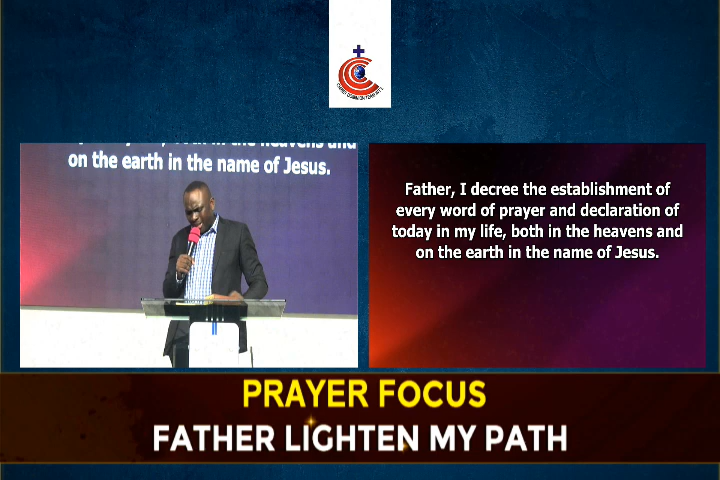 on the earth in the name of Jesus.
Father, I decree the establishment of
every word of prayer and declaration of
today in my life, both in the heavens and
on the earth in the name of Jesus.
PRAYER FOCUS
FATHER LIGHTEN MY PATH